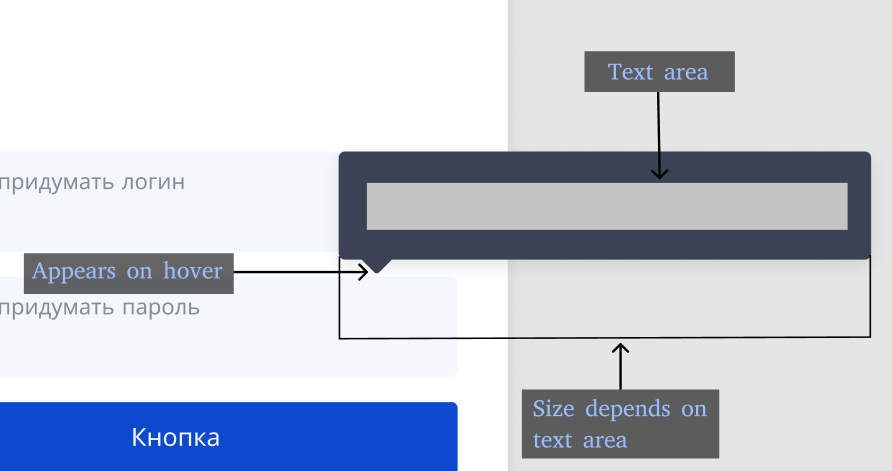 Text area
придумать логин
Appears on hover
придумать пароль
Size depends on
text area
Кнопка